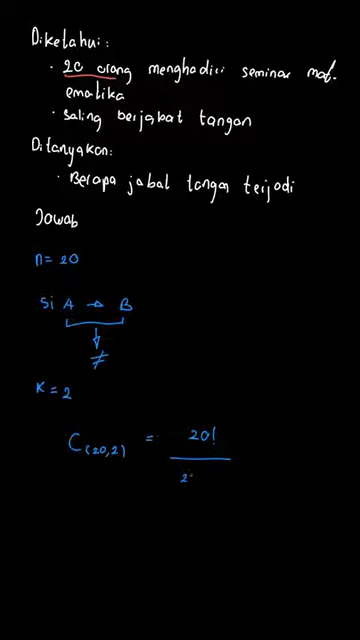 Diketahui:
• 20 orang menghadiri seminar mat-
ematika
• Saling berjabat tangan
Ditanyakan:
• Berapa jabat tangan terjadi
Jawab
n = 20
Si A → B
≠
K = 2
C(20,2) = 20!
2